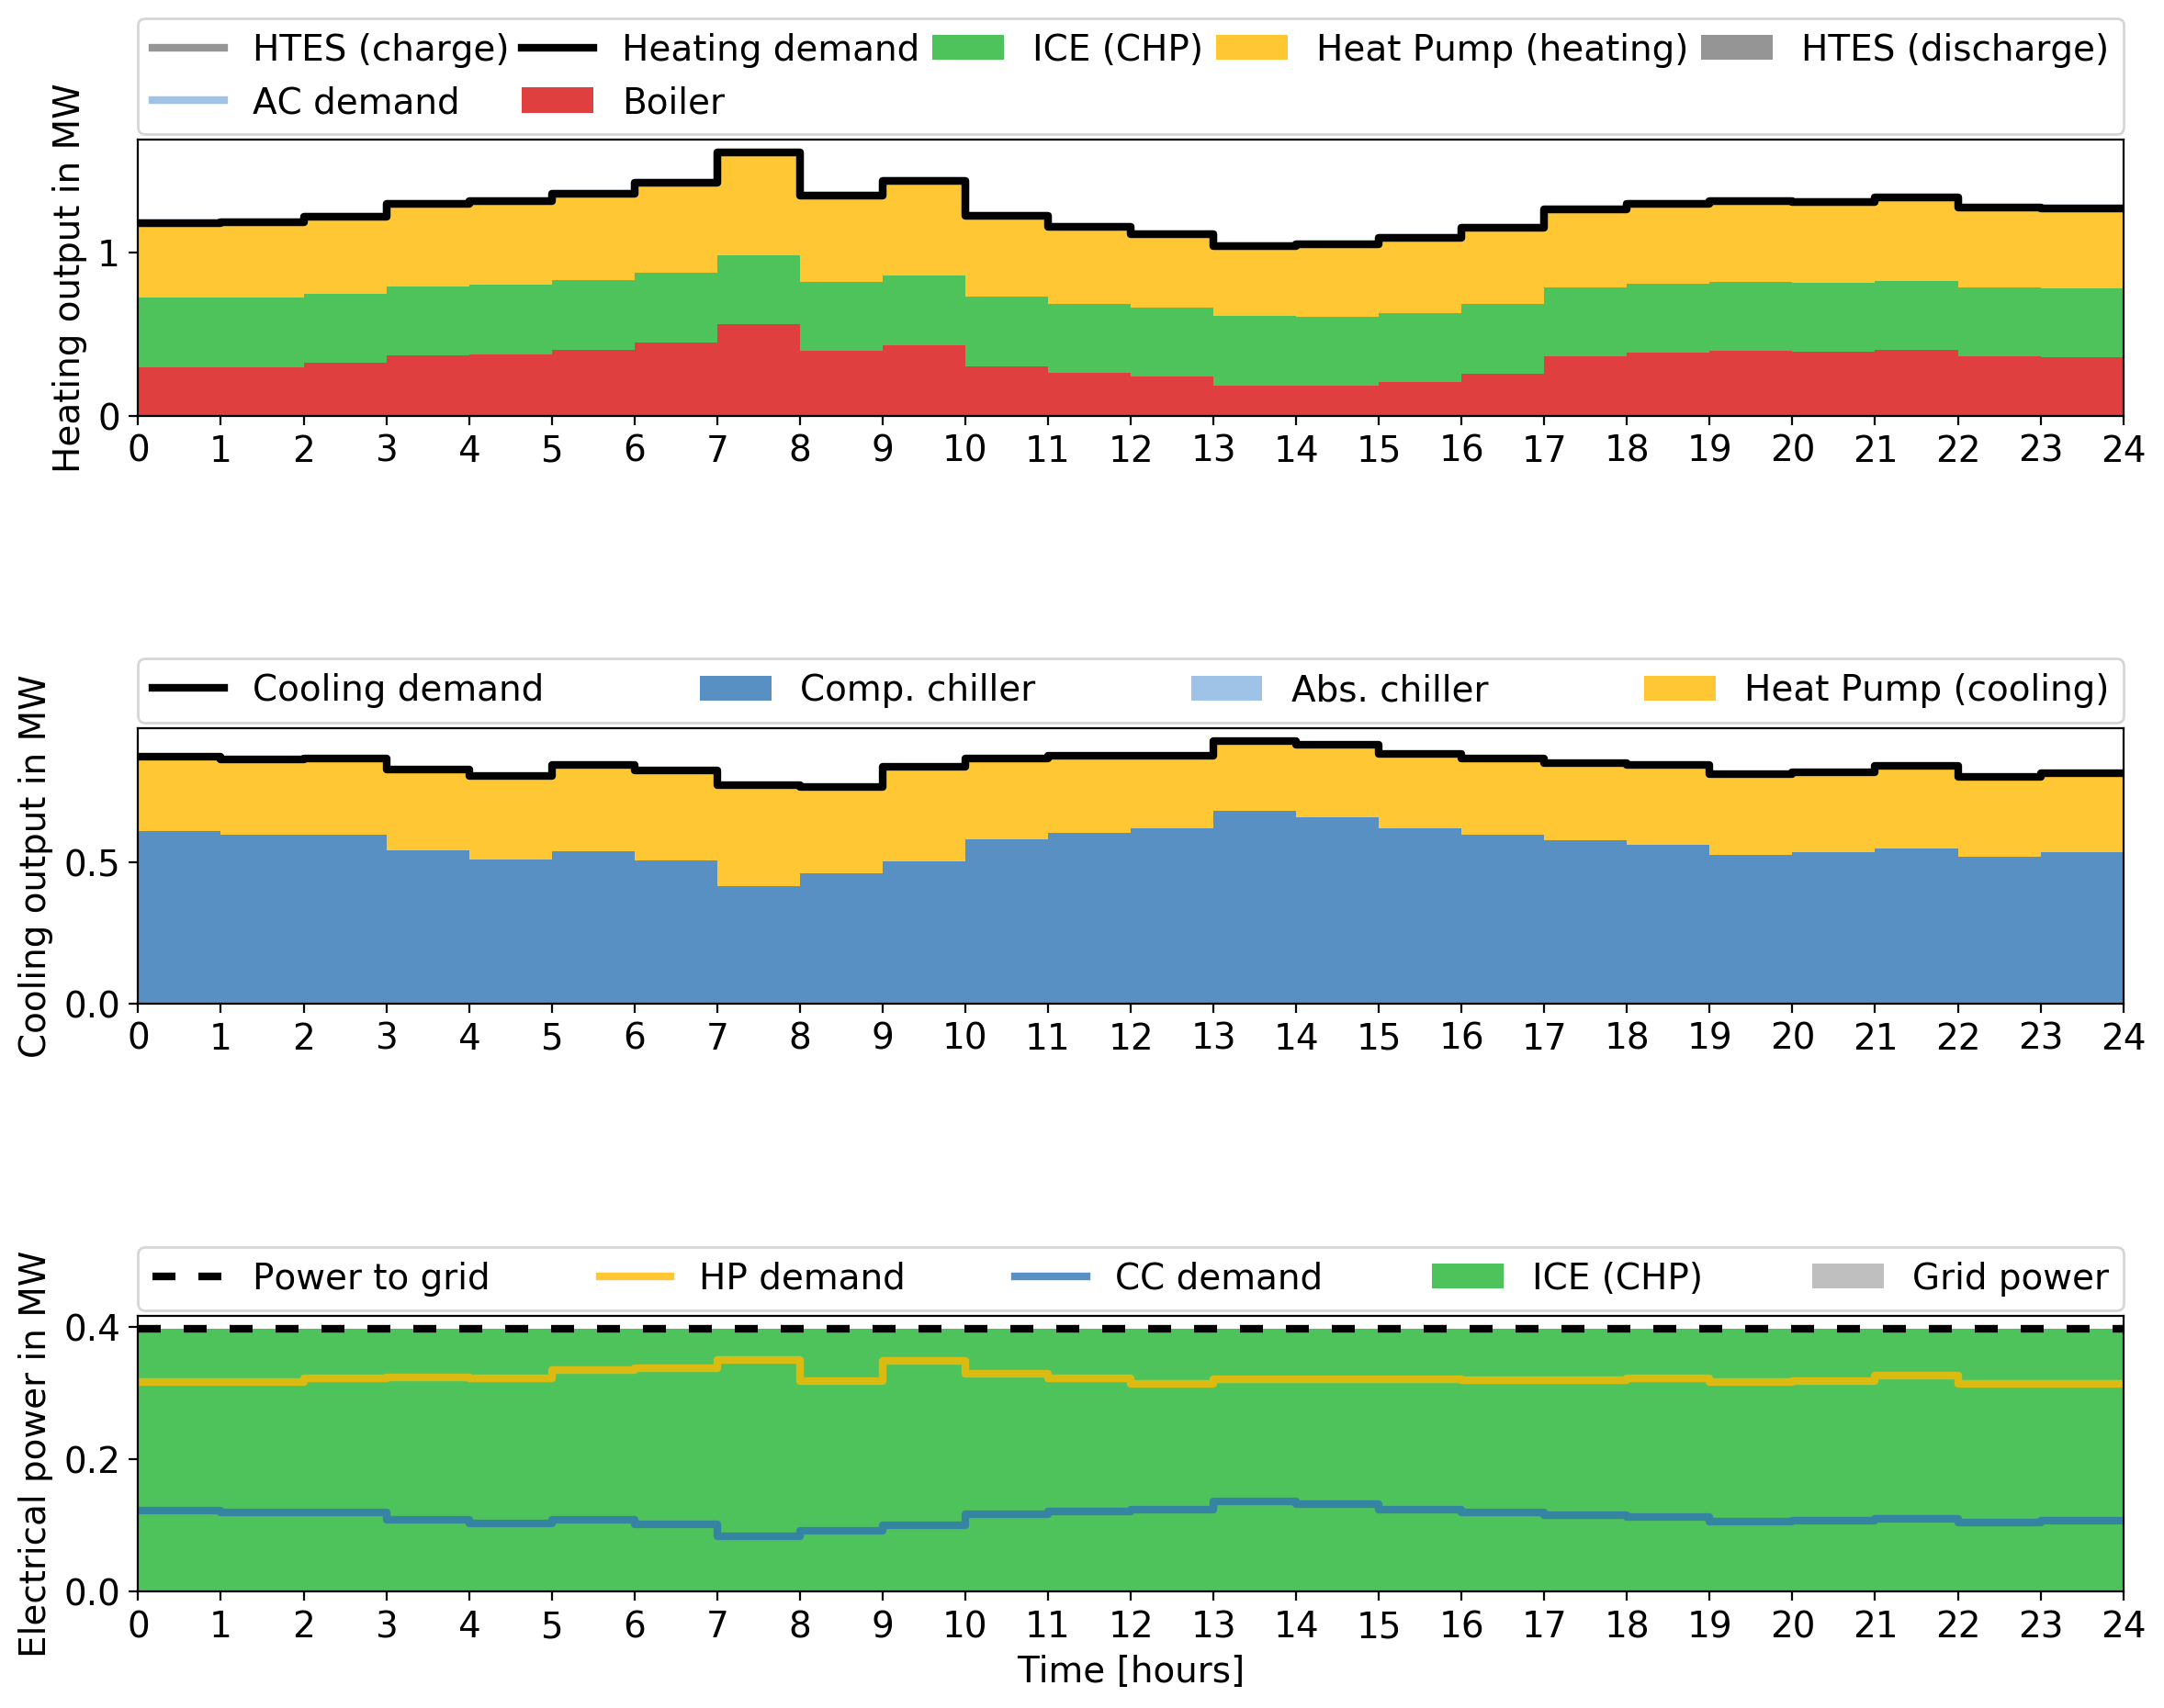 HTES (charge) Heating demand ICE (CHP) Heat Pump (heating) HTES (discharge)
AC demand Boiler
Heating output in MW
1
0
0 1 2 3 4 5 6 7 8 9 10 11 12 13 14 15 16 17 18 19 20 21 22 23 24
Cooling demand Comp. chiller Abs. chiller Heat Pump (cooling)
Cooling output in MW
0.5
0.0
0 1 2 3 4 5 6 7 8 9 10 11 12 13 14 15 16 17 18 19 20 21 22 23 24
Power to grid HP demand CC demand ICE (CHP) Grid power
Electrical power in MW
0.4
0.2
0.0
0 1 2 3 4 5 6 7 8 9 10 11 12 13 14 15 16 17 18 19 20 21 22 23 24
Time [hours]